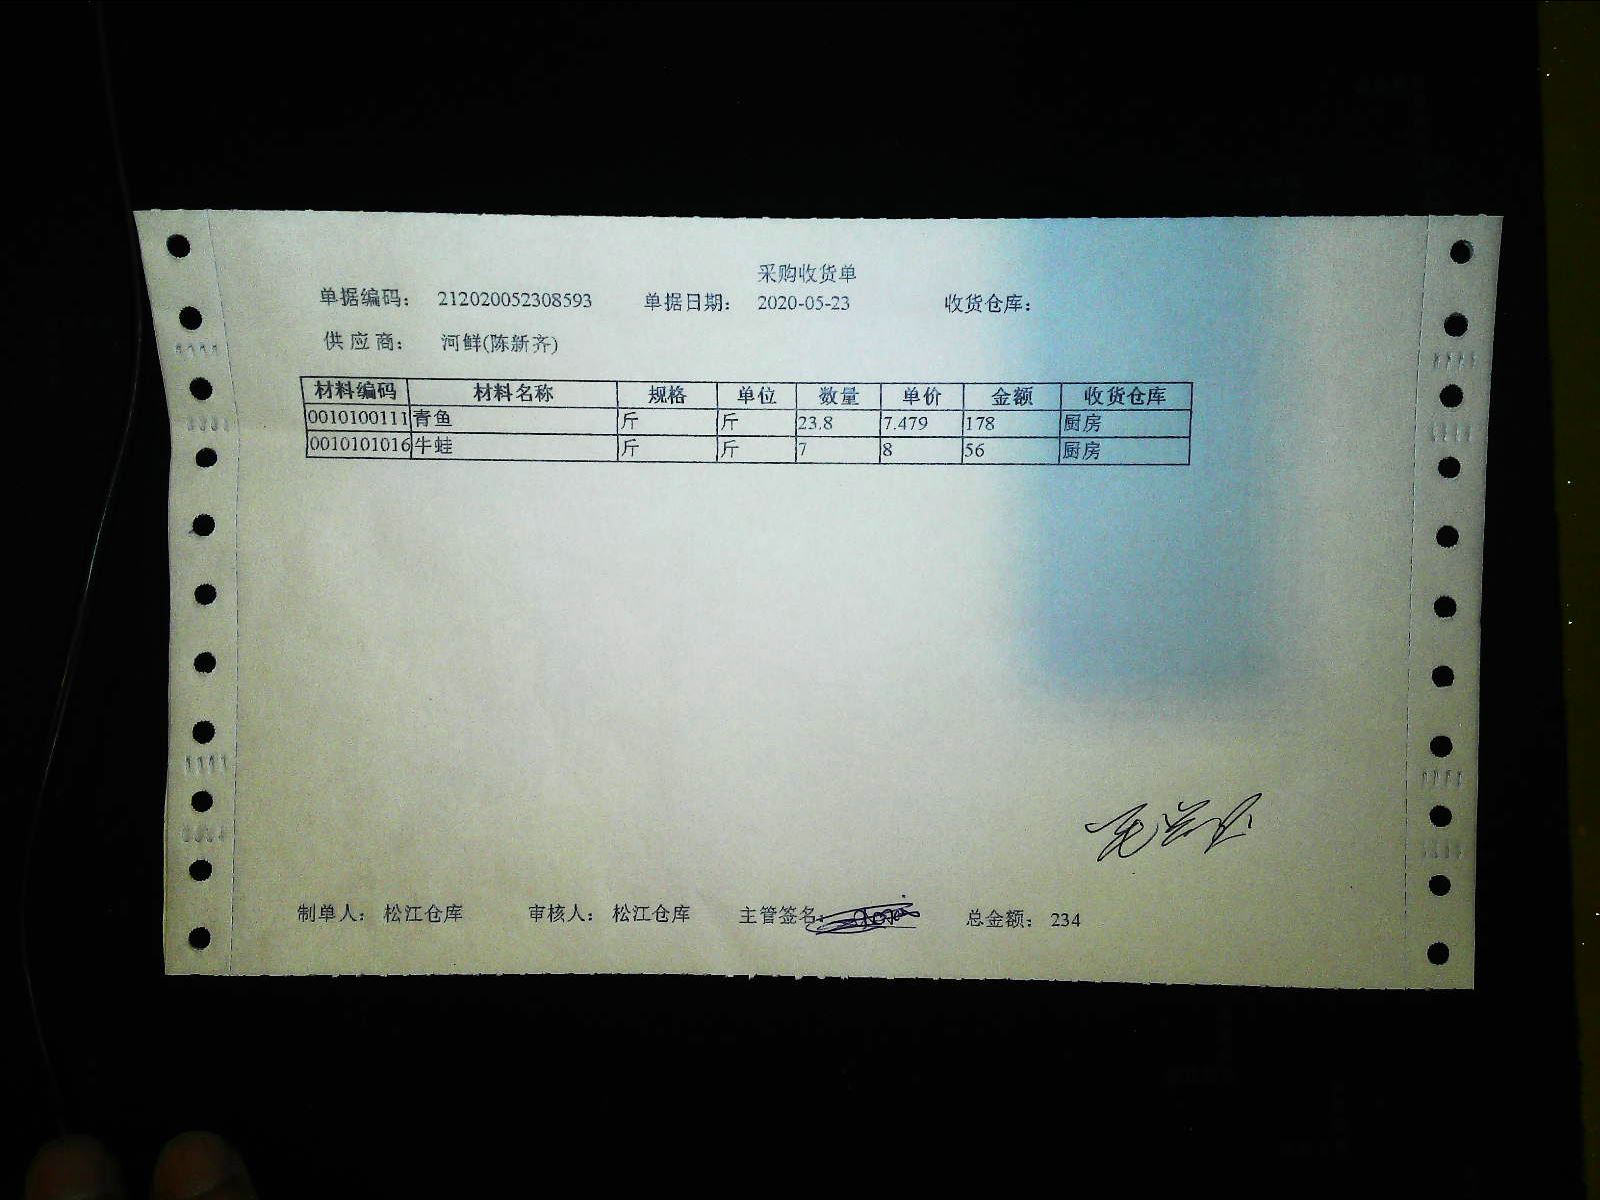 采购收货单
单据编码： 212020052308593 单据日期： 2020-05-23 收货仓库：
供应商： 河鲜(陈新齐)
材料编码 材料名称 规格 单位 数量 单价 金额 收货仓库
0010100111 青鱼 斤 斤 23.8 7.479 178 厨房
0010101016 牛蛙 斤 斤 7 8 56 厨房
制单人： 松江仓库 审核人： 松江仓库 主管签名： 总金额： 234